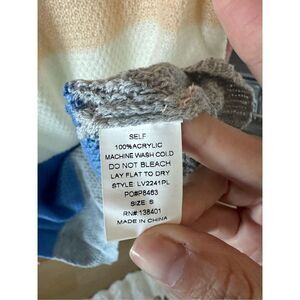 SELF
100%ACRYLIC
MACHINE WASH COLD
DO NOT BLEACH
LAY FLAT TO DRY
STYLE: LV2241PL
PO#P8463
SIZE: S
RN#:138401
MADE IN CHINA